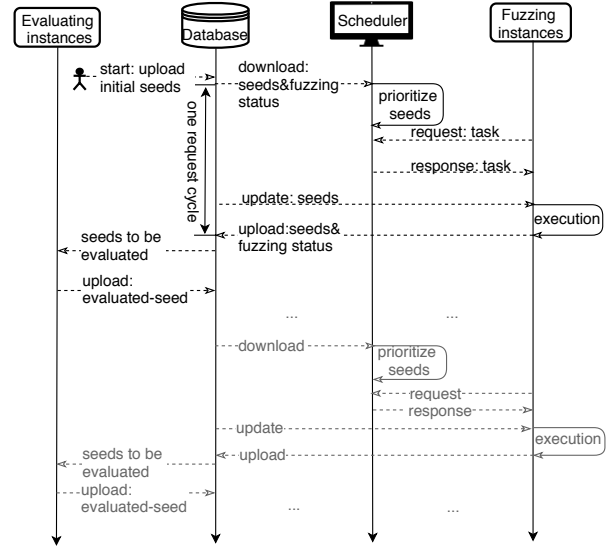 Evaluating
instances
Database
Scheduler
Fuzzing
instances
start: upload
initial seeds
download:
seeds&fuzzing
status
prioritize
seeds
request: task
response: task
one request cycle
update: seeds
execution
upload:seeds&
fuzzing status
seeds to be
evaluated
upload:
evaluated-seed
...
...
download
prioritize
seeds
request
response
update
execution
upload
seeds to be
evaluated
upload:
evaluated-seed
...
...